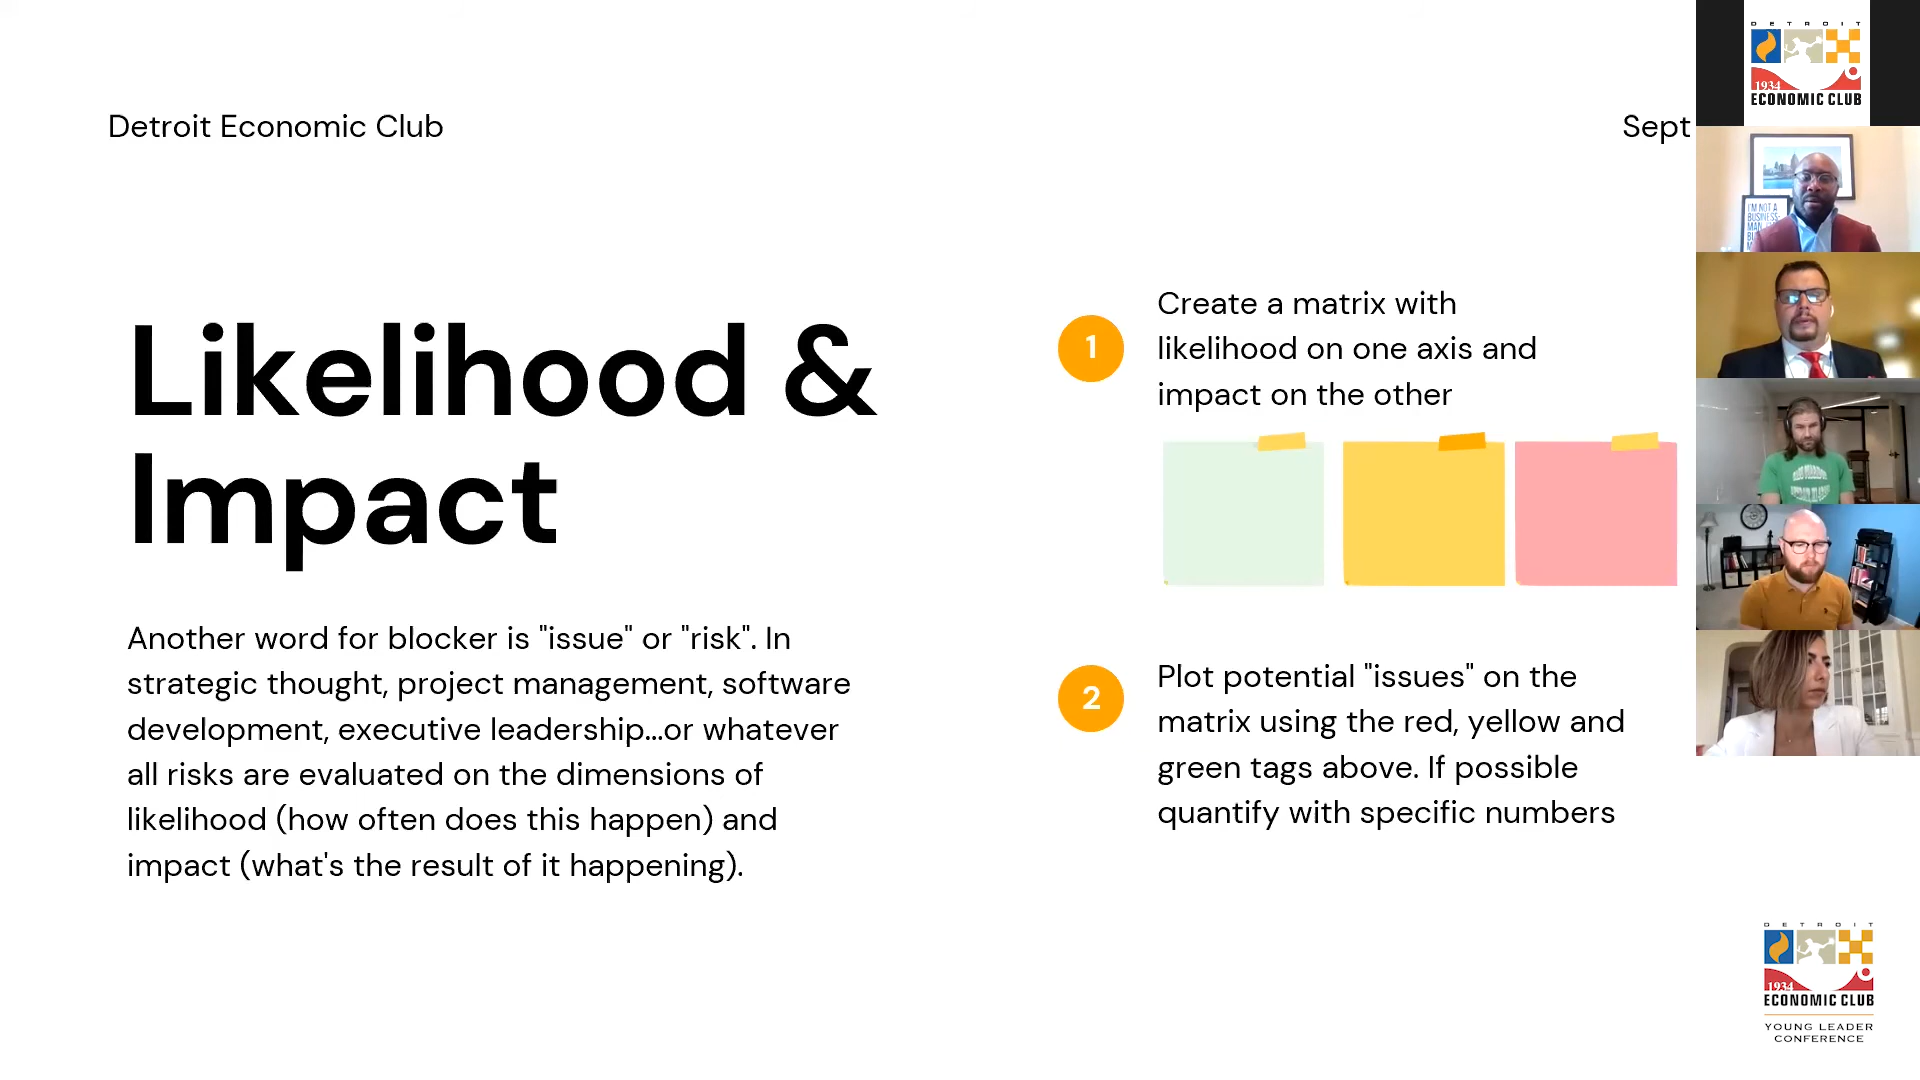 Detroit Economic Club
Sept
Likelihood &
Impact
Another word for blocker is "issue" or "risk". In
strategic thought, project management, software
development, executive leadership...or whatever
all risks are evaluated on the dimensions of
likelihood (how often does this happen) and
impact (what's the result of it happening).
1
Create a matrix with
likelihood on one axis and
impact on the other
2
Plot potential "issues" on the
matrix using the red, yellow and
green tags above. If possible
quantify with specific numbers
DETROIT
1934
ECONOMIC CLUB
I'M NOT A
BUSINESS-
MAN,
DETROIT
1934
ECONOMIC CLUB
YOUNG LEADER
CONFERENCE